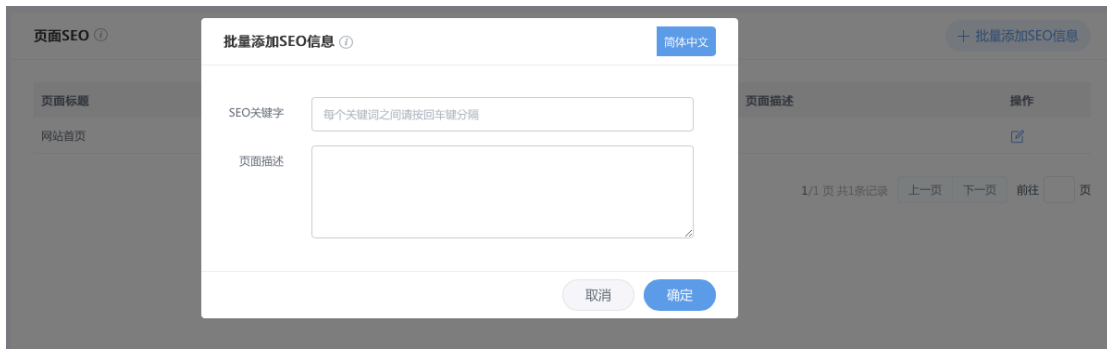 页面SEO
批量添加SEO信息
简体中文
+ 批量添加SEO信息
SEO关键字
每个关键词之间请按回车键分隔
页面描述
取消
确定
页面标题
页面描述
操作
网站首页
1/1 页 共1条记录 上一页 下一页 前往 页